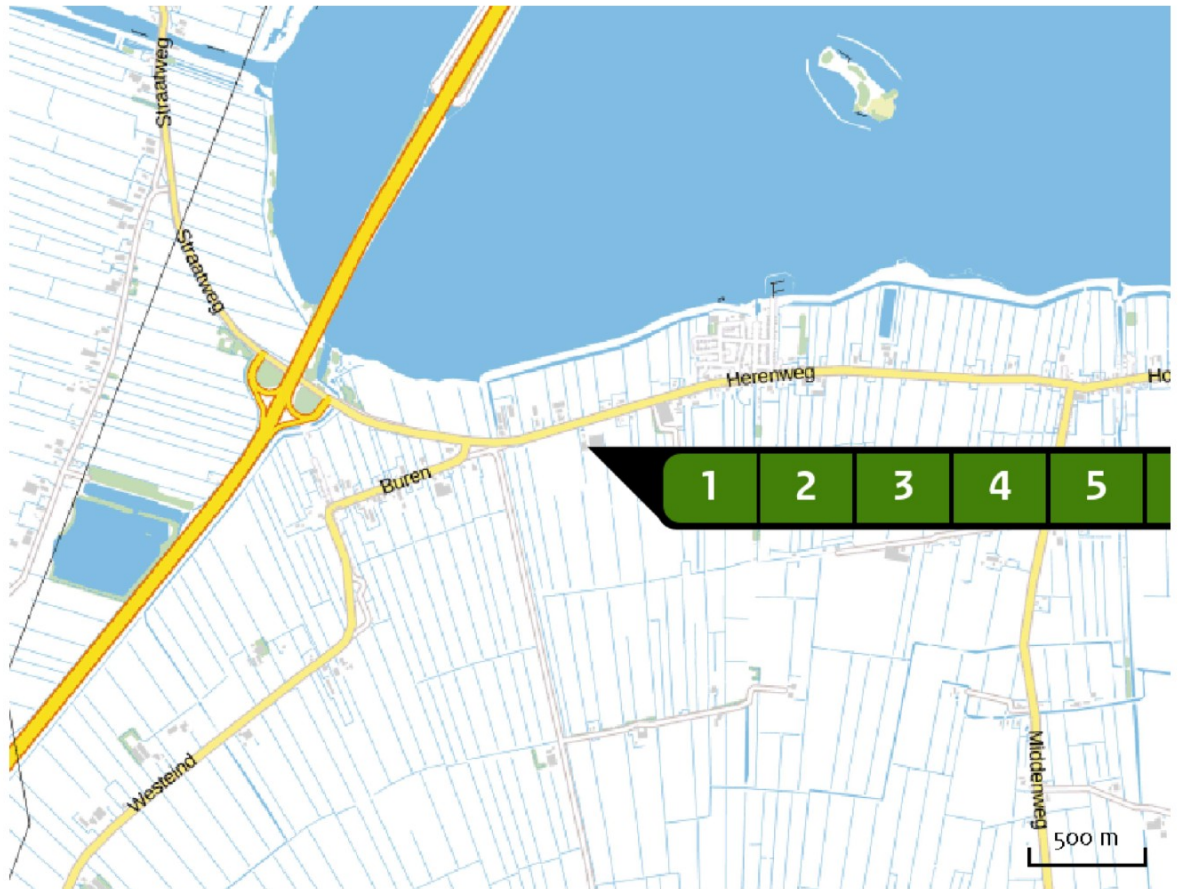 Straatweg
Straatweg
Herenweg
Ho
Buren
1 2 3 4 5
Westeind
Middenweg
500 m